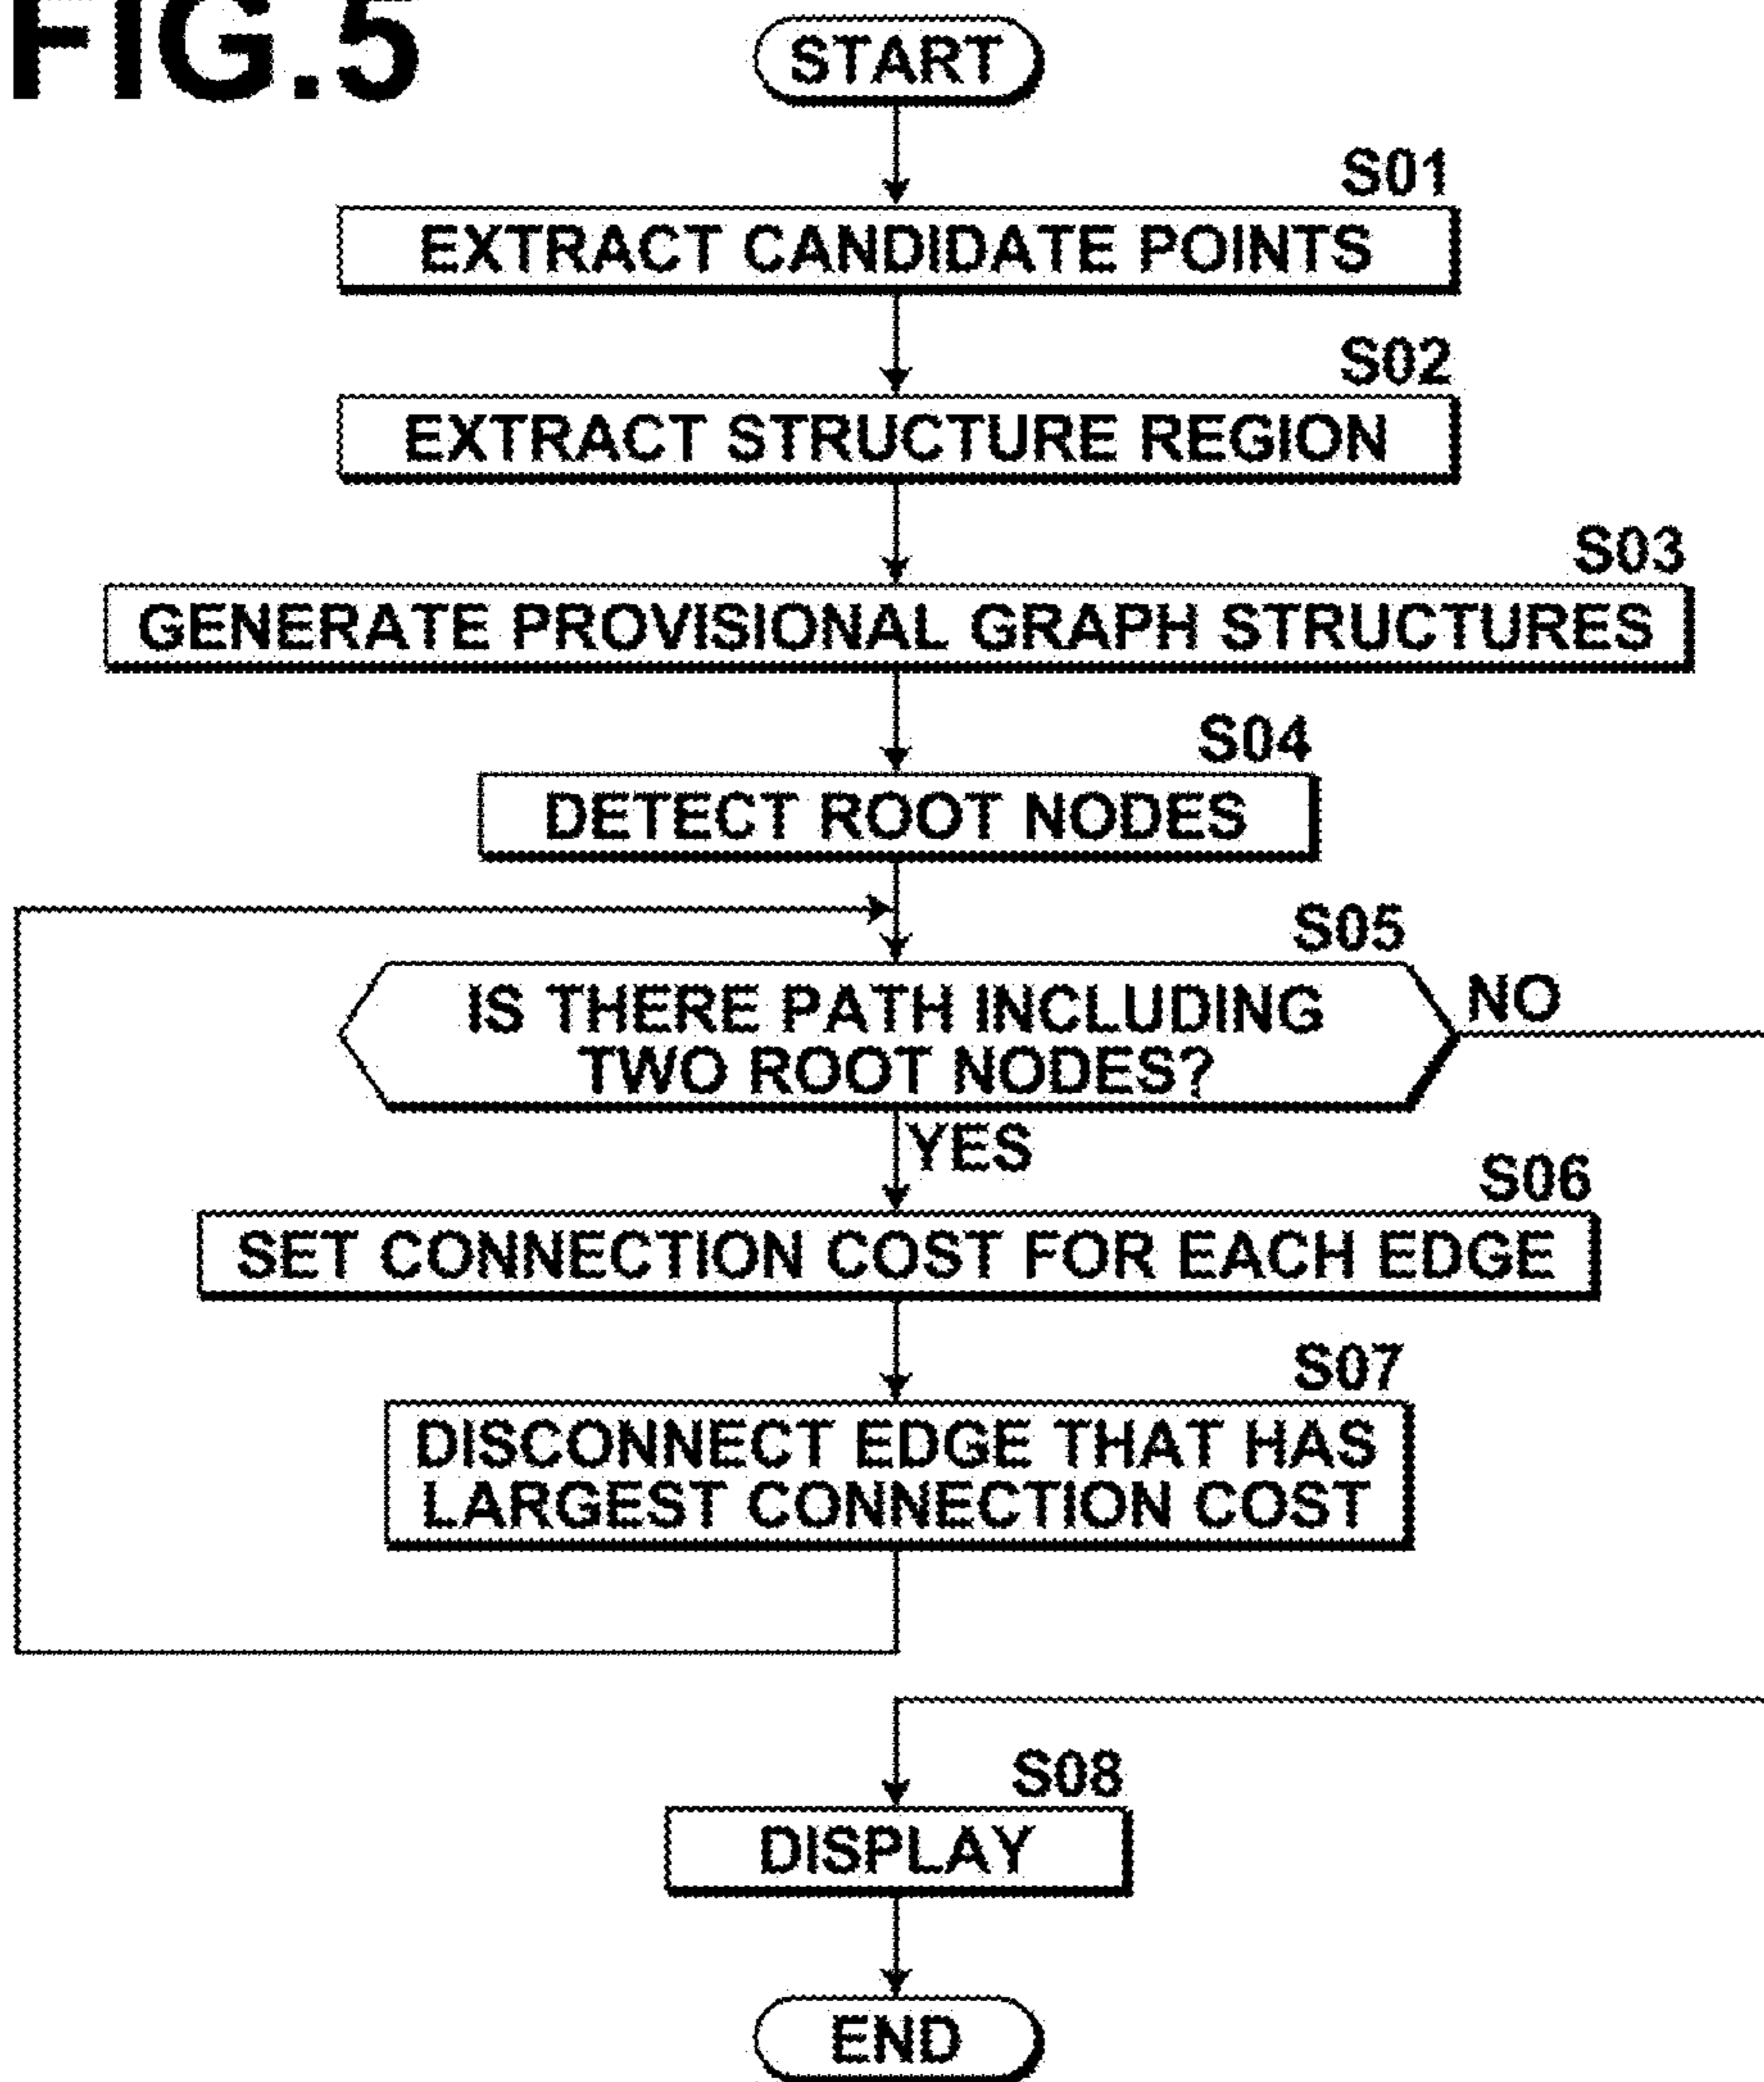 FIG.5
START
S01
EXTRACT CANDIDATE POINTS
S02
EXTRACT STRUCTURE REGION
S03
GENERATE PROVISIONAL GRAPH STRUCTURES
S04
DETECT ROOT NODES
S05
IS THERE PATH INCLUDING
TWO ROOT NODES?
NO
YES
S06
SET CONNECTION COST FOR EACH EDGE
S07
DISCONNECT EDGE THAT HAS
LARGEST CONNECTION COST
S08
DISPLAY
END